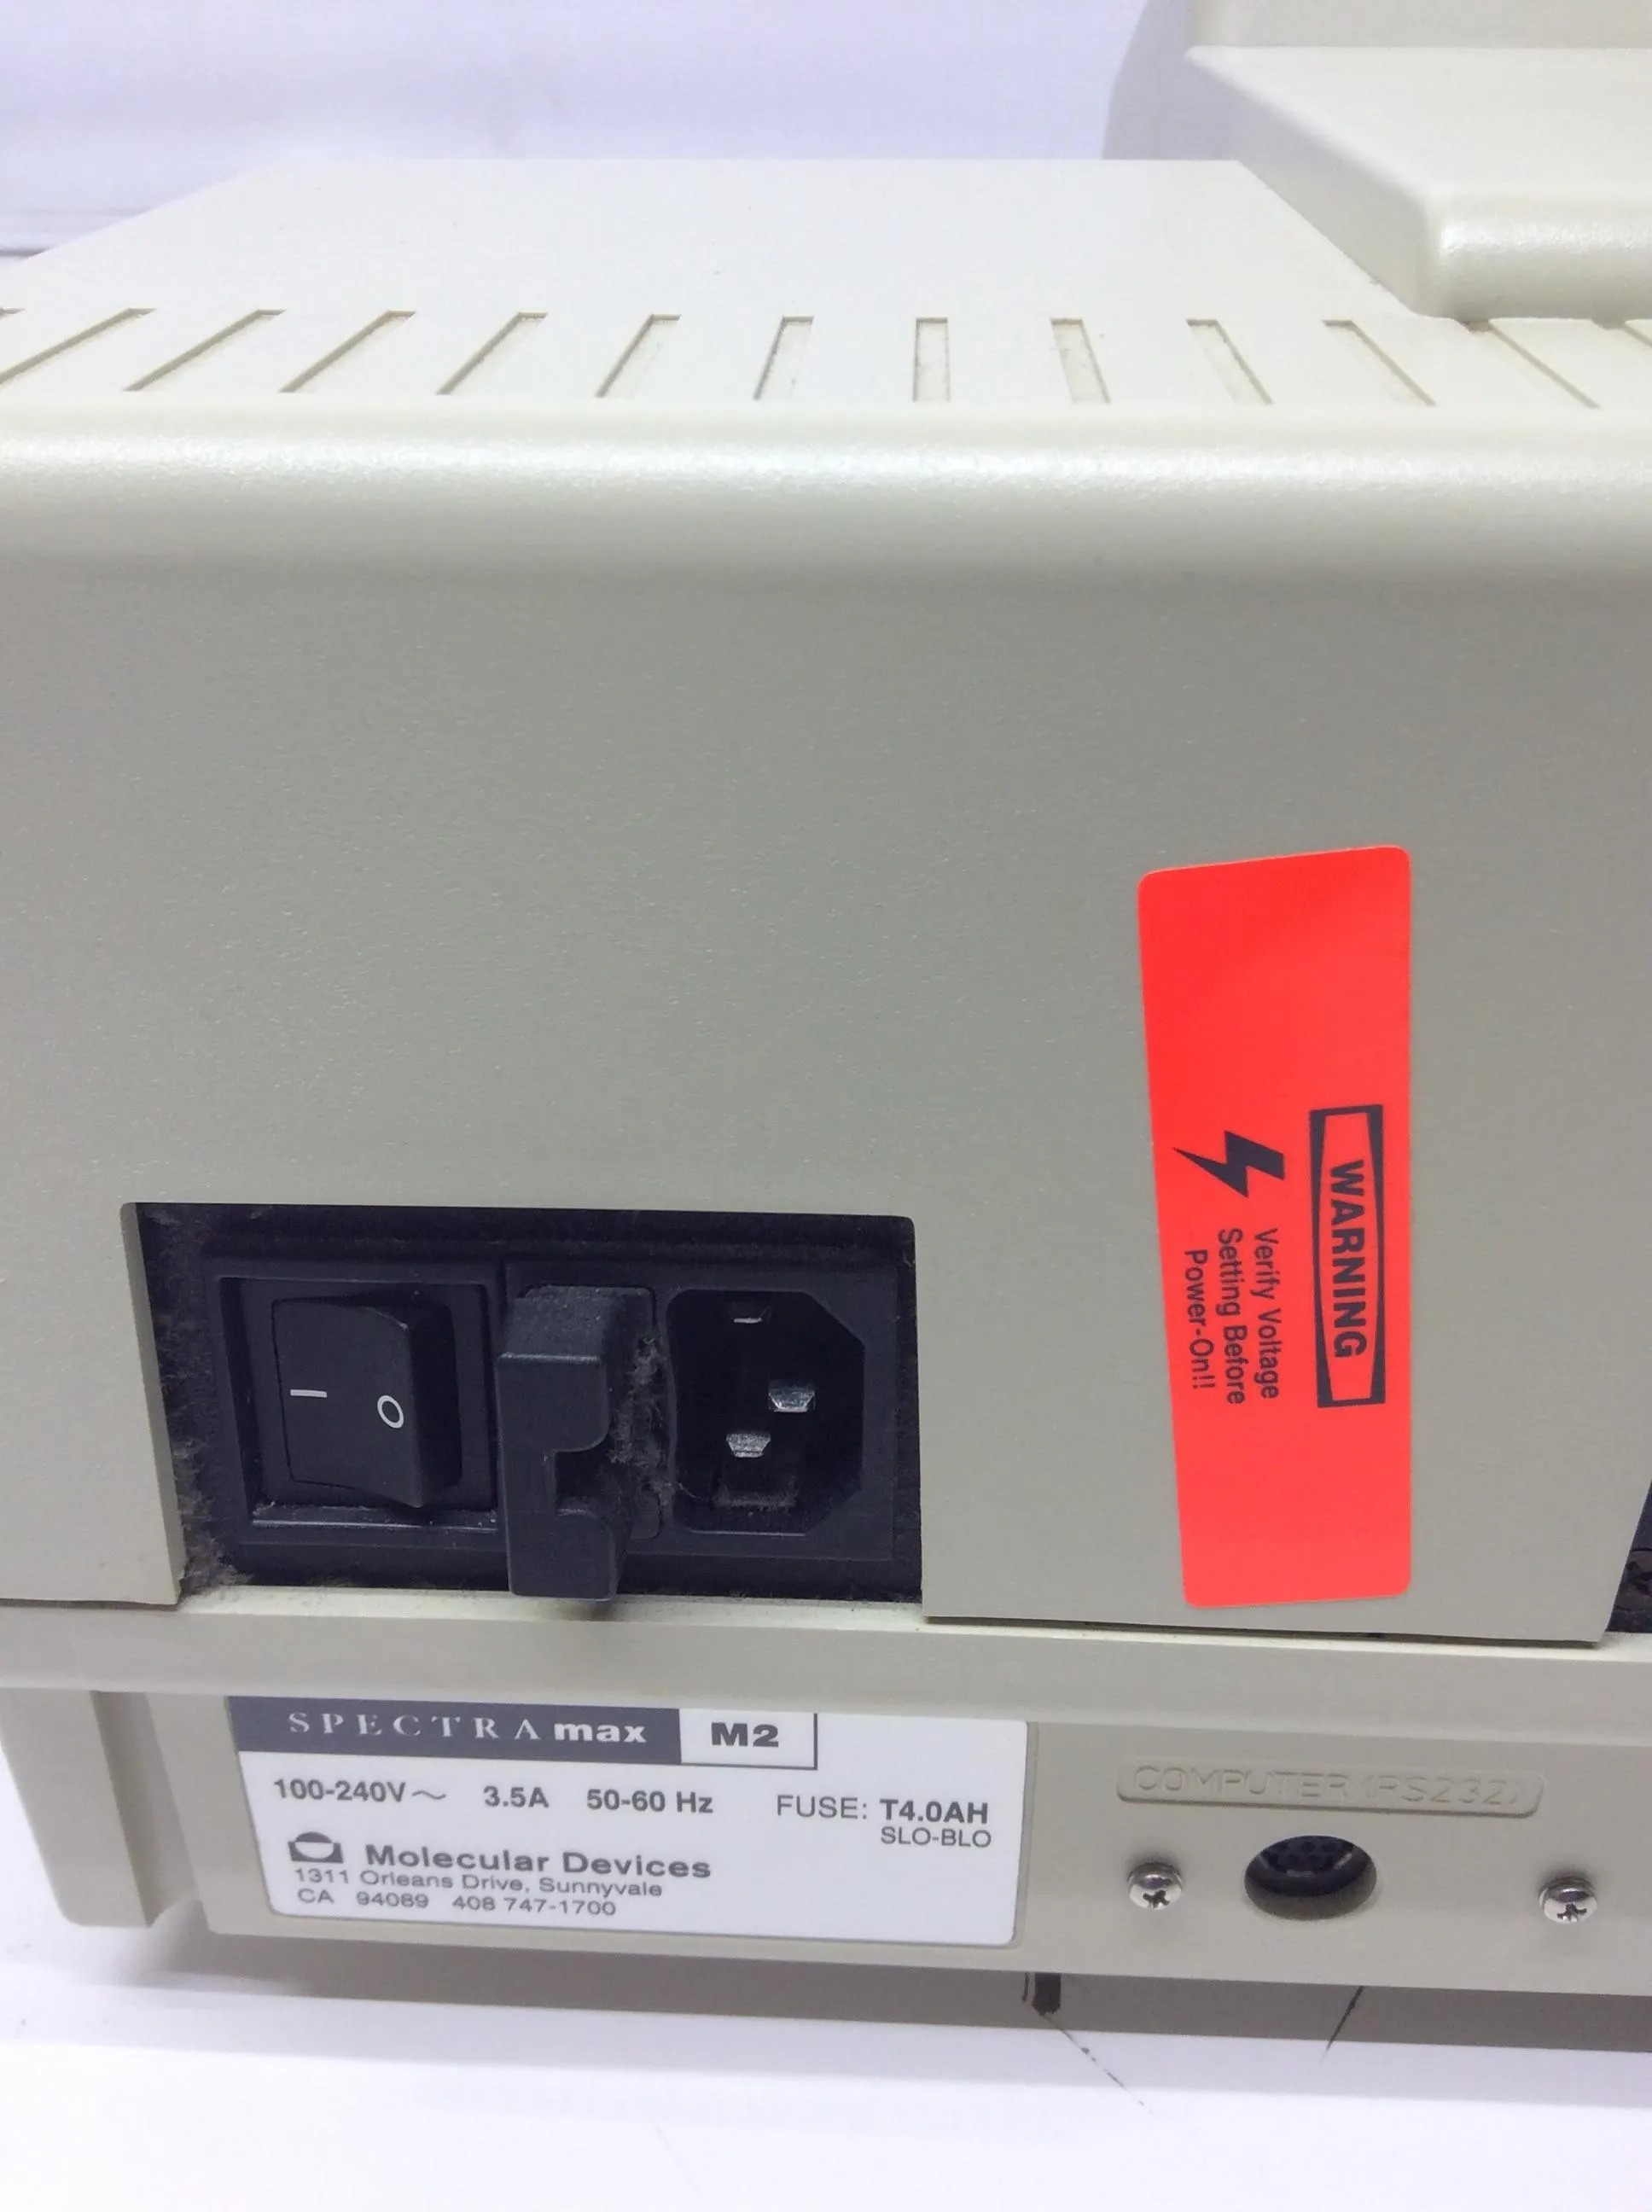 WARNING
Verify Voltage
Setting Before
Power-On!!
I O
SPECTRAmax M2
100-240V～ 3.5A 50-60 Hz FUSE: T4.0AH
SLO-BLO
Molecular Devices
1311 Orleans Drive, Sunnyvale
CA 94089 408 747-1700
COMPUTER (RS232)